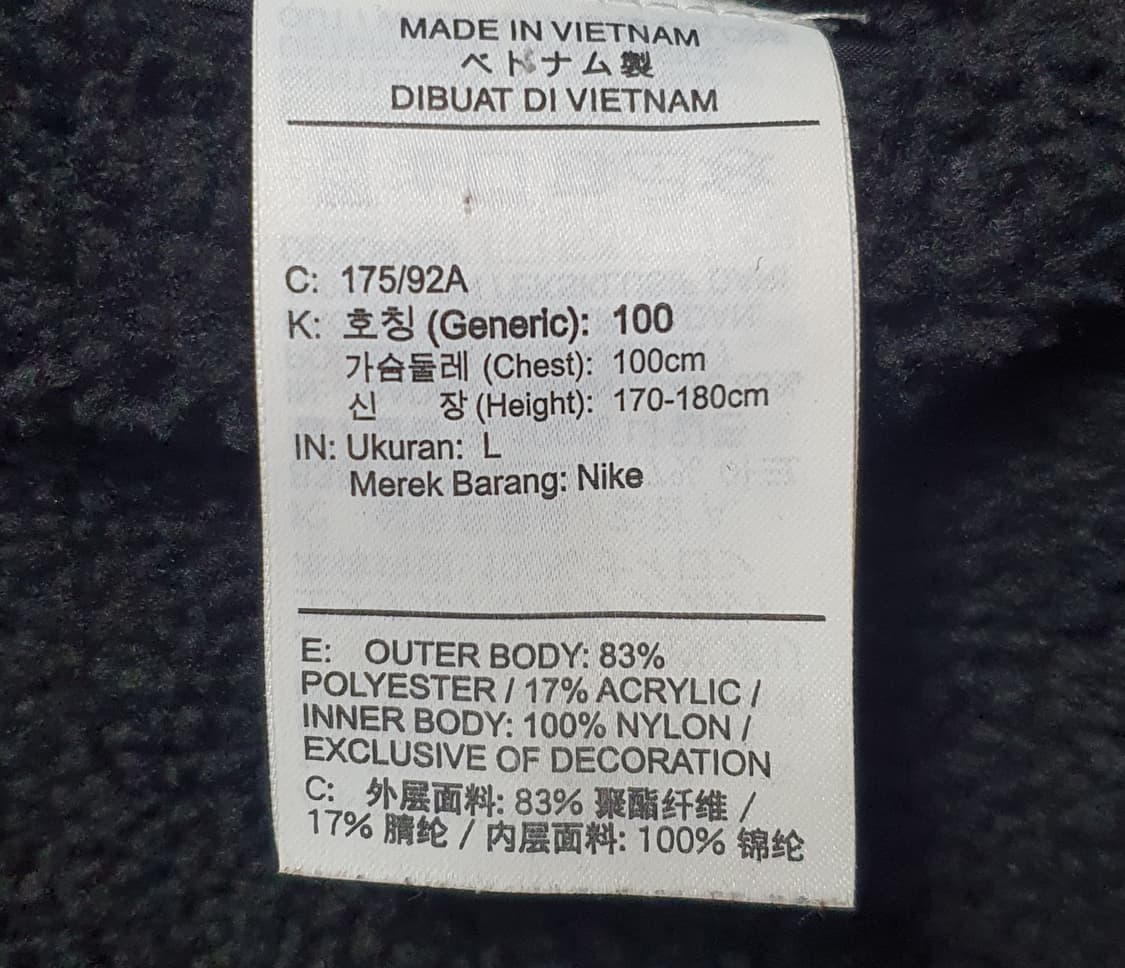 MADE IN VIETNAM
ベトナム製
DIBUAT DI VIETNAM
C: 175/92A
K: 호칭 (Generic): 100
가슴둘레 (Chest): 100cm
신 장 (Height): 170-180cm
IN: Ukuran: L
Merek Barang: Nike
E: OUTER BODY: 83%
POLYESTER / 17% ACRYLIC /
INNER BODY: 100% NYLON /
EXCLUSIVE OF DECORATION
C: 外层面料: 83% 聚酯纤维 /
17% 腈纶 / 内层面料: 100% 锦纶